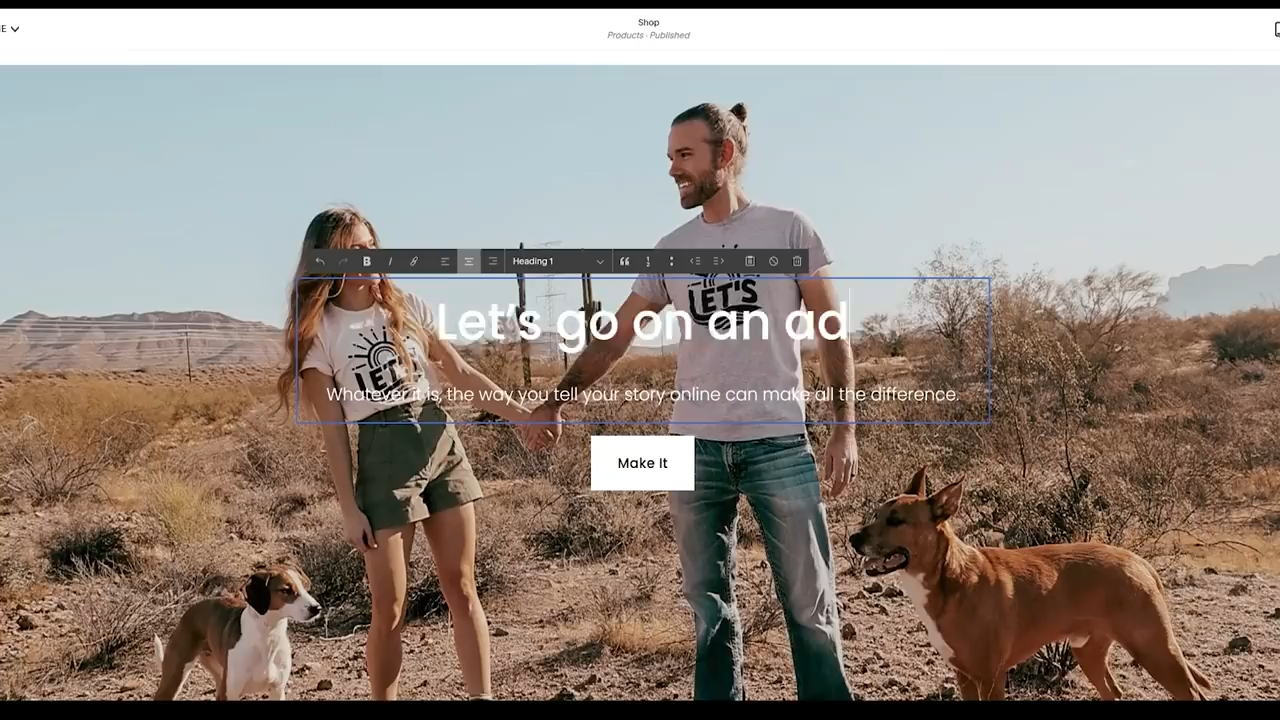 Shop
Products · Published
B I
Heading 1
Let's go on an ad
LET'S
LET'S
Whatever it is, the way you tell your story online can make all the difference.
Make It